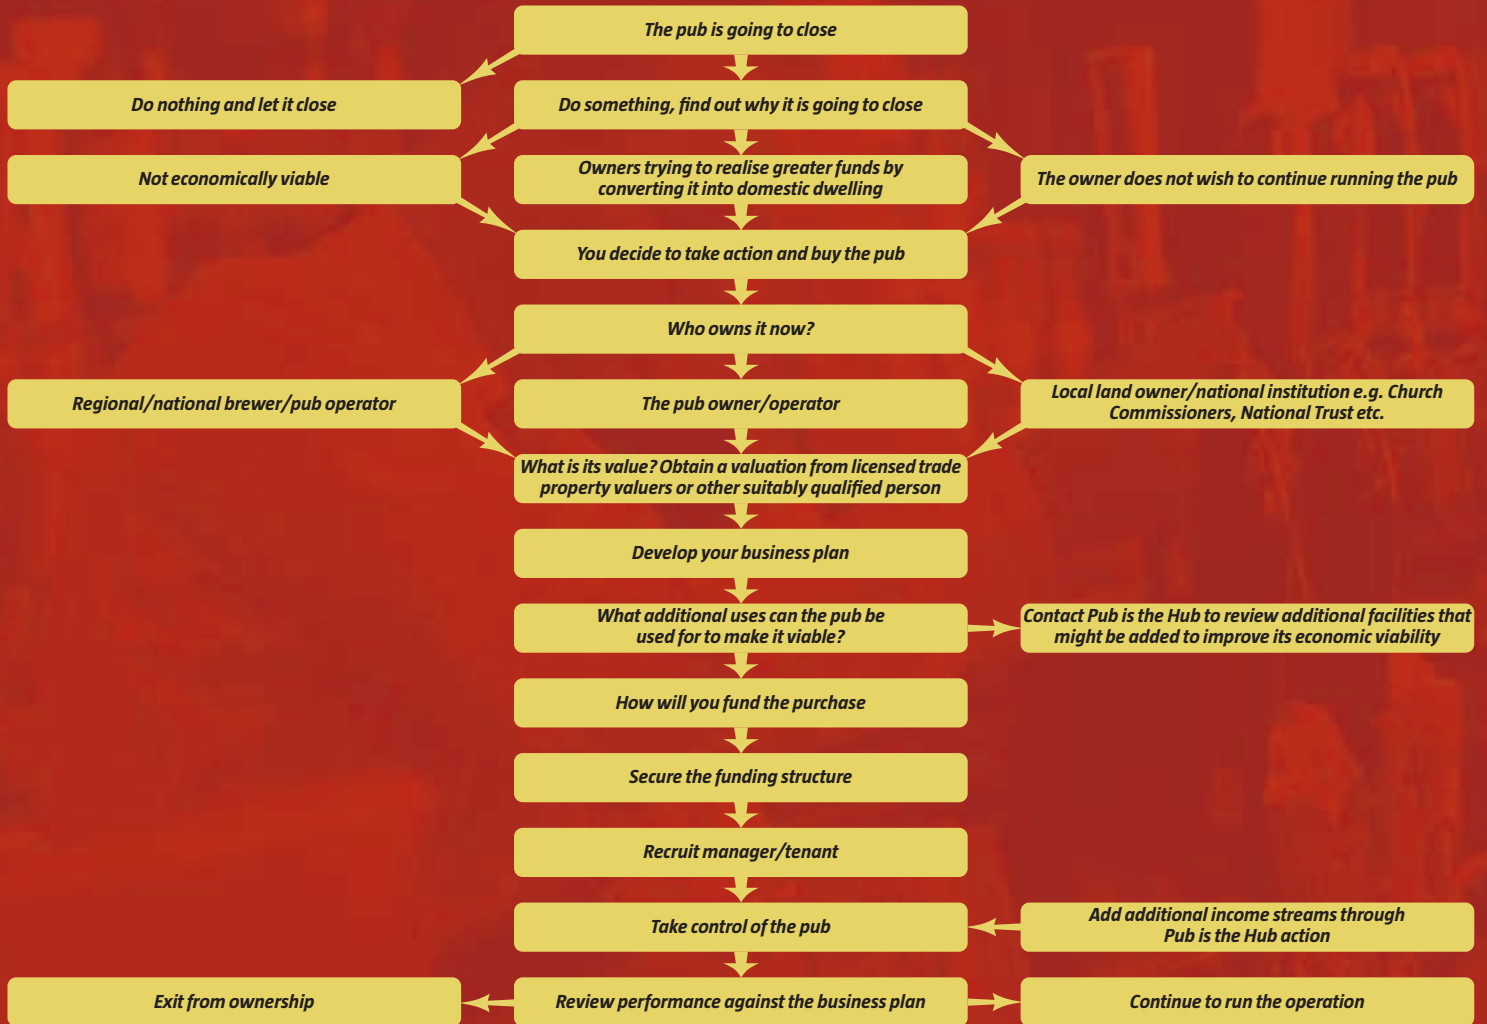 The pub is going to close
Do nothing and let it close
Do something, find out why it is going to close
Not economically viable
Owners trying to realise greater funds by
converting it into domestic dwelling
The owner does not wish to continue running the pub
You decide to take action and buy the pub
Who owns it now?
Regional/national brewer/pub operator
The pub owner/operator
Local land owner/national institution e.g. Church
Commissioners, National Trust etc.
What is its value? Obtain a valuation from licensed trade
property valuers or other suitably qualified person
Develop your business plan
What additional uses can the pub be
used for to make it viable?
Contact Pub is the Hub to review additional facilities that
might be added to improve its economic viability
How will you fund the purchase
Secure the funding structure
Recruit manager/tenant
Take control of the pub
Add additional income streams through
Pub is the Hub action
Exit from ownership
Review performance against the business plan
Continue to run the operation